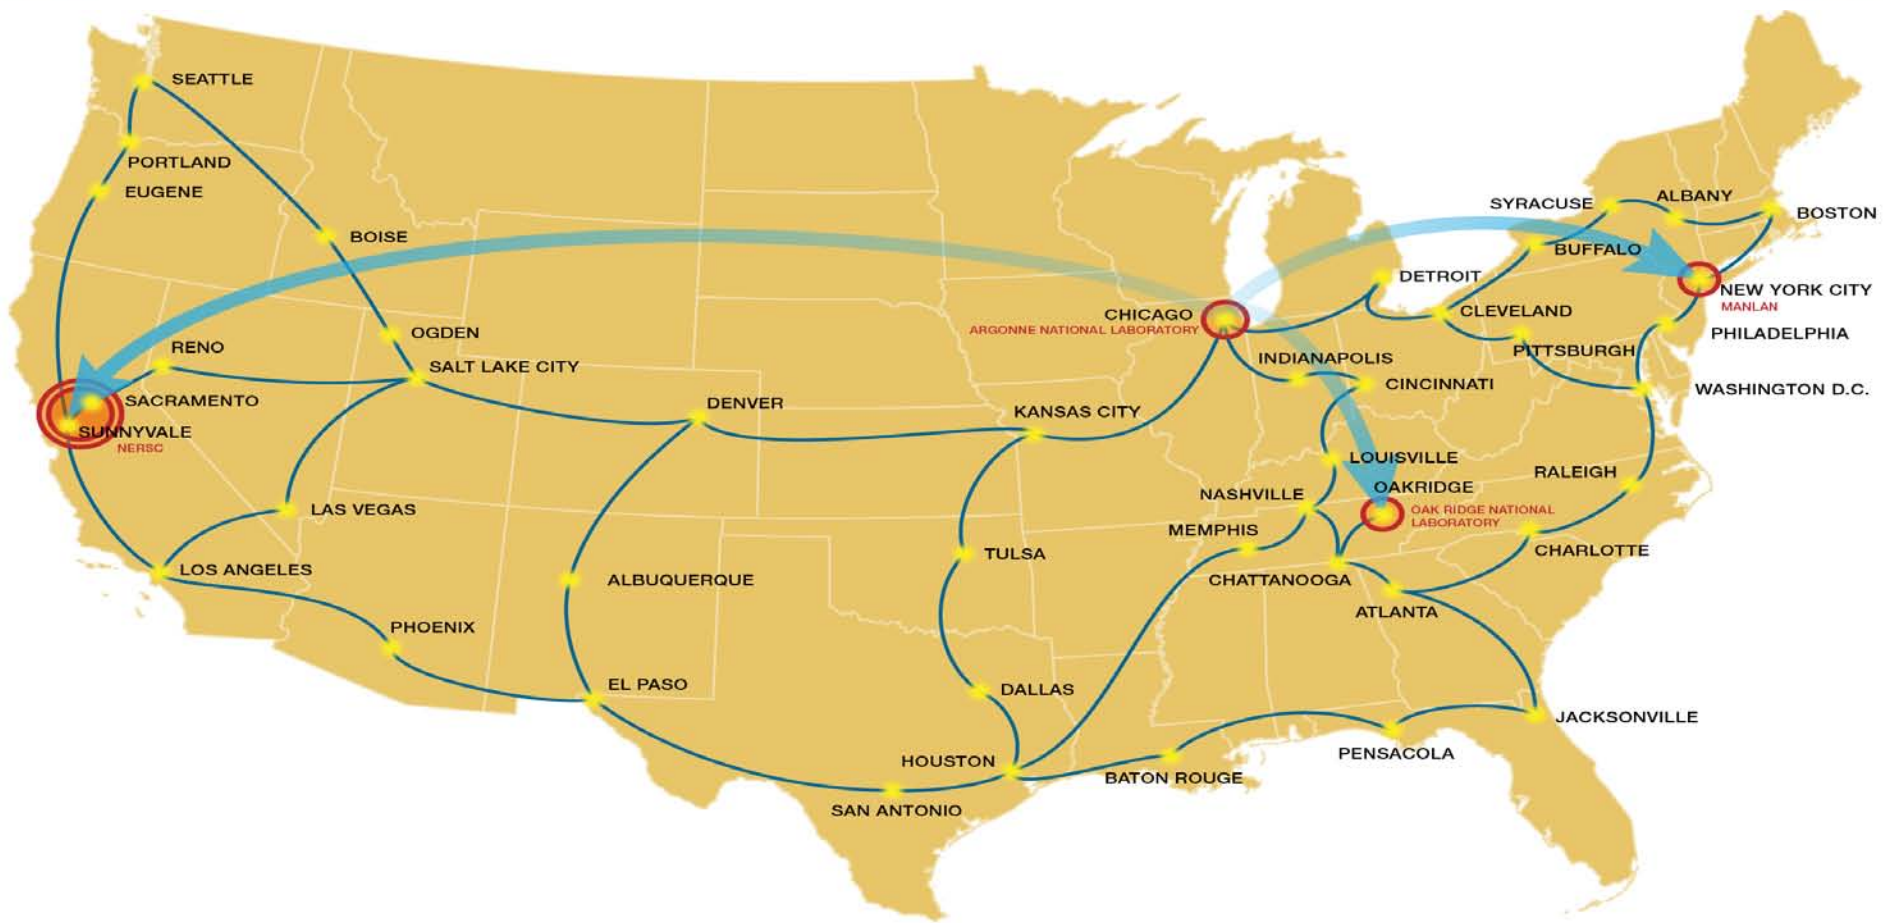 SEATTLE
PORTLAND
EUGENE
BOISE
SYRACUSE
ALBANY
BOSTON
BUFFALO
DETROIT
NEW YORK CITY
MANLAN
CHICAGO
ARGONNE NATIONAL LABORATORY
CLEVELAND
OGDEN
PHILADELPHIA
RENO
PITTSBURGH
INDIANAPOLIS
SALT LAKE CITY
CINCINNATI
WASHINGTON D.C.
SACRAMENTO
DENVER
KANSAS CITY
SUNNYVALE
NERSC
LOUISVILLE
RALEIGH
OAKRIDGE
NASHVILLE
OAK RIDGE NATIONAL
LABORATORY
LAS VEGAS
MEMPHIS
CHARLOTTE
TULSA
LOS ANGELES
ALBUQUERQUE
CHATTANOOGA
ATLANTA
PHOENIX
EL PASO
DALLAS
JACKSONVILLE
PENSACOLA
HOUSTON
BATON ROUGE
SAN ANTONIO